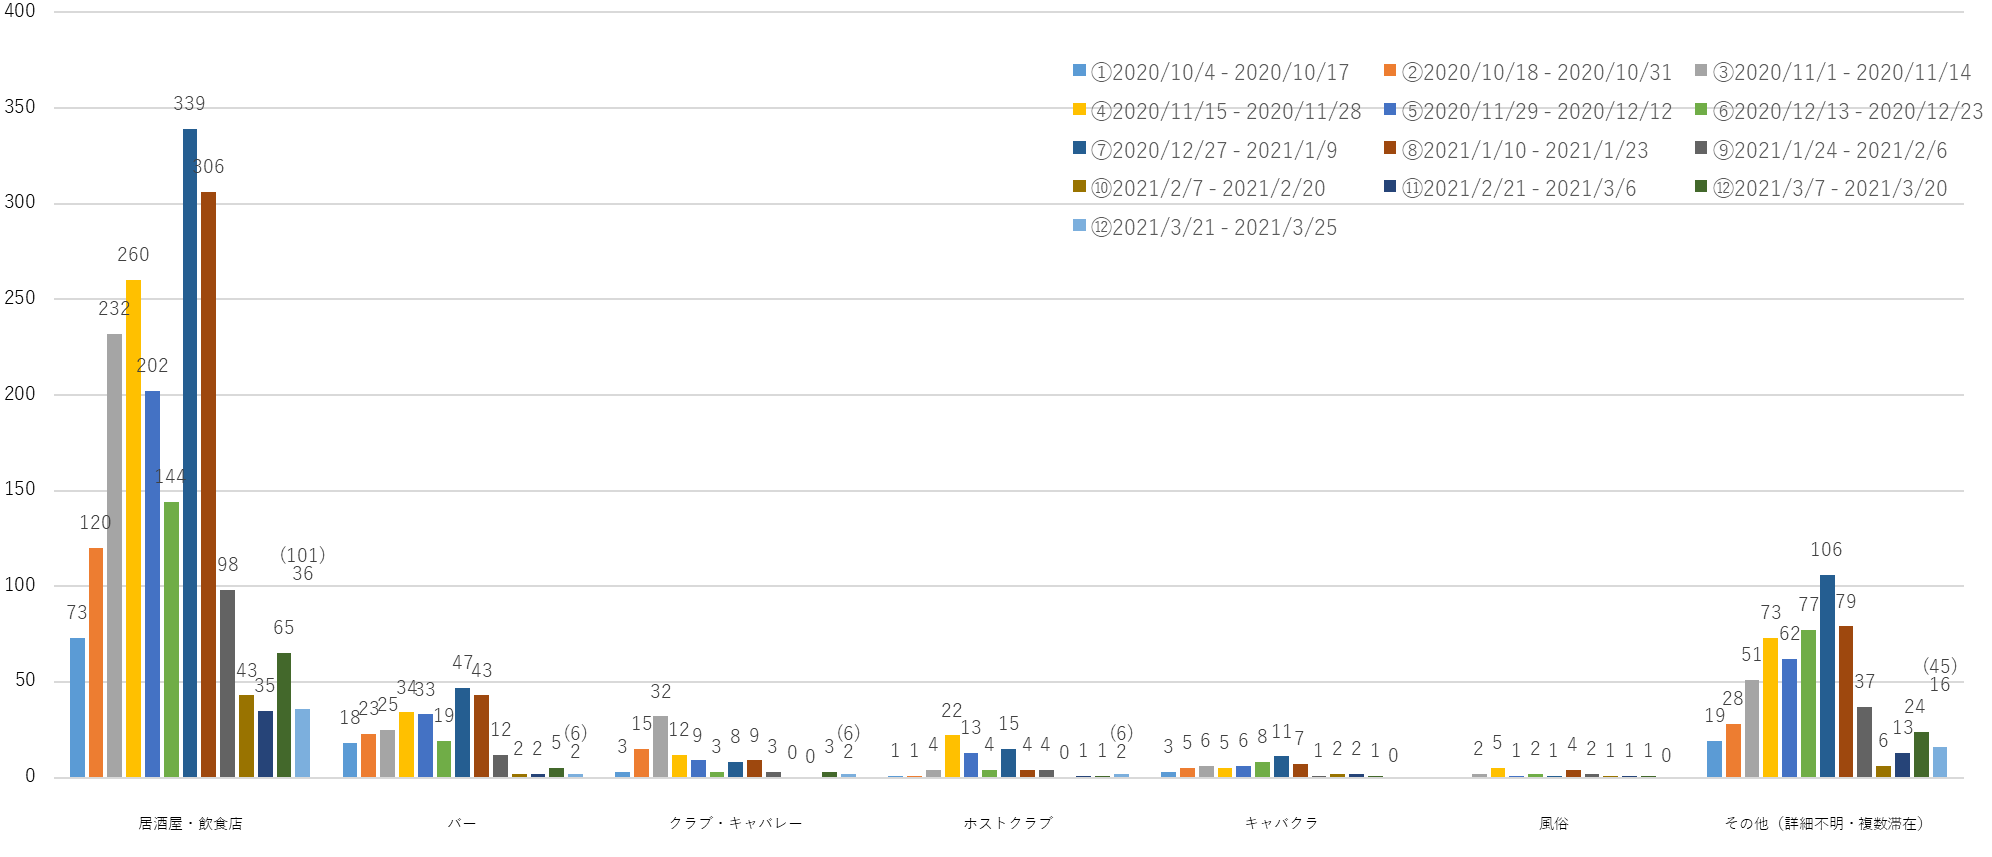 400
350
300
250
200
150
100
50
0
①2020/10/4 - 2020/10/17 ②2020/10/18 - 2020/10/31 ③2020/11/1 - 2020/11/14
④2020/11/15 - 2020/11/28 ⑤2020/11/29 - 2020/12/12 ⑥2020/12/13 - 2020/12/23
⑦2020/12/27 - 2021/1/9 ⑧2021/1/10 - 2021/1/23 ⑨2021/1/24 - 2021/2/6
⑩2021/2/7 - 2021/2/20 ⑪2021/2/21 - 2021/3/6 ⑫2021/3/7 - 2021/3/20
⑫2021/3/21 - 2021/3/25
73 120 232 260 202 144 339 306 98 43 35 65 (101)
36
18 23 25 34 33 19 47 43 12 2 2 5 (6)
2
3 15 32 12 9 3 8 9 3 0 0 3 (6)
2
1 1 4 22 13 4 15 4 4 0 1 1 (6)
2
3 5 6 5 6 8 11 7 1 2 2 1 0
2 5 1 2 1 4 2 1 1 1 0
19 28 51 73 62 77 106 79 37 6 13 24 (45)
16
居酒屋・飲食店 バー クラブ・キャバレー ホストクラブ キャバクラ 風俗 その他（詳細不明・複数滞在）